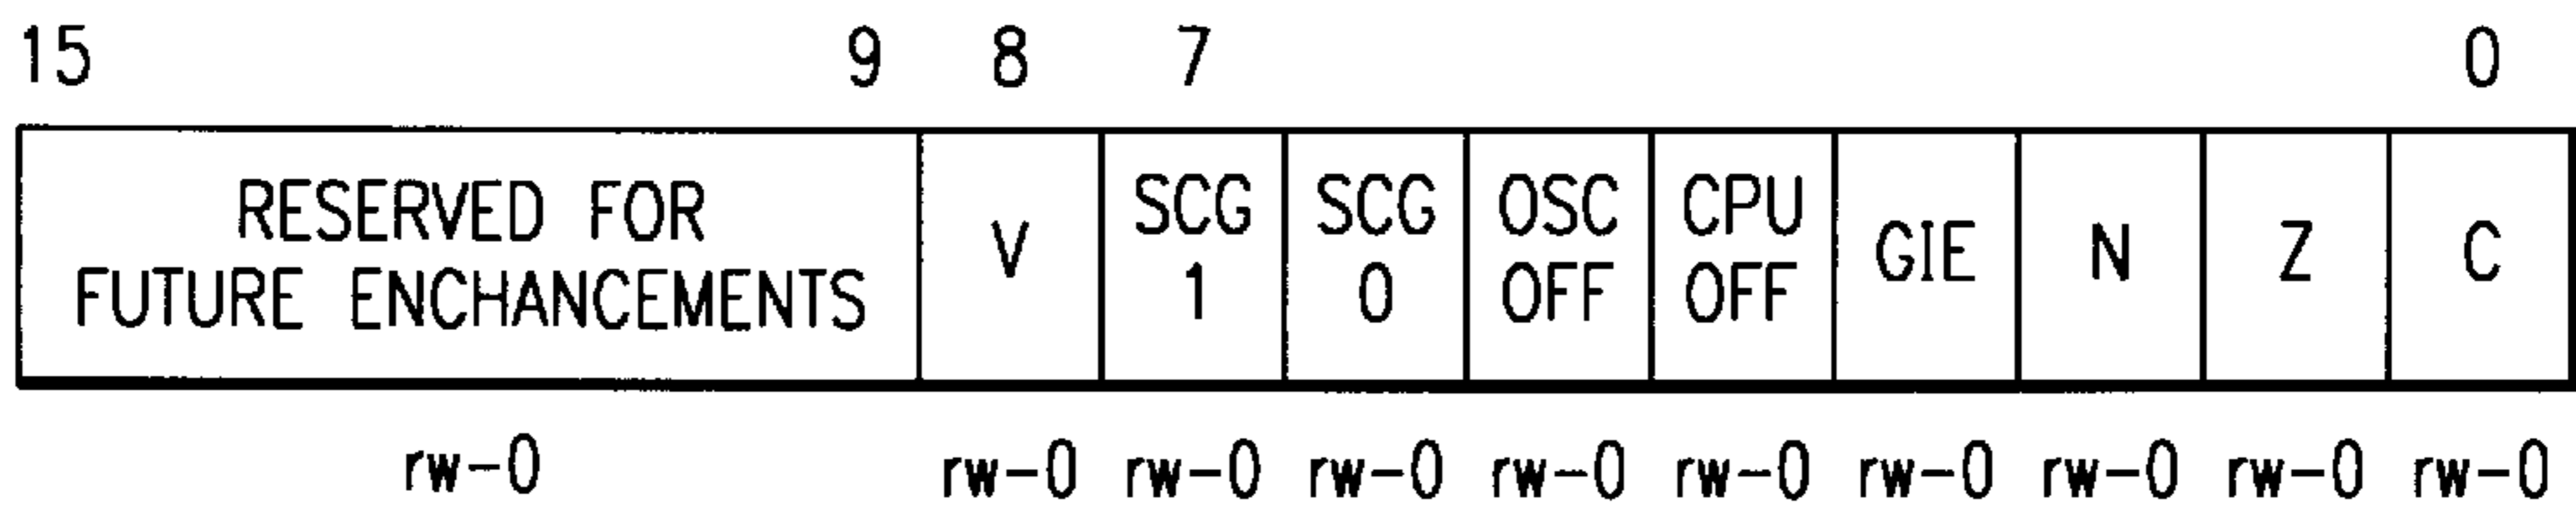 15 9 8 7 0
RESERVED FOR FUTURE ENCHANCEMENTS
V
SCG 1
SCG 0
OSC OFF
CPU OFF
GIE
N
Z
C
rw-0 rw-0 rw-0 rw-0 rw-0 rw-0 rw-0 rw-0 rw-0 rw-0